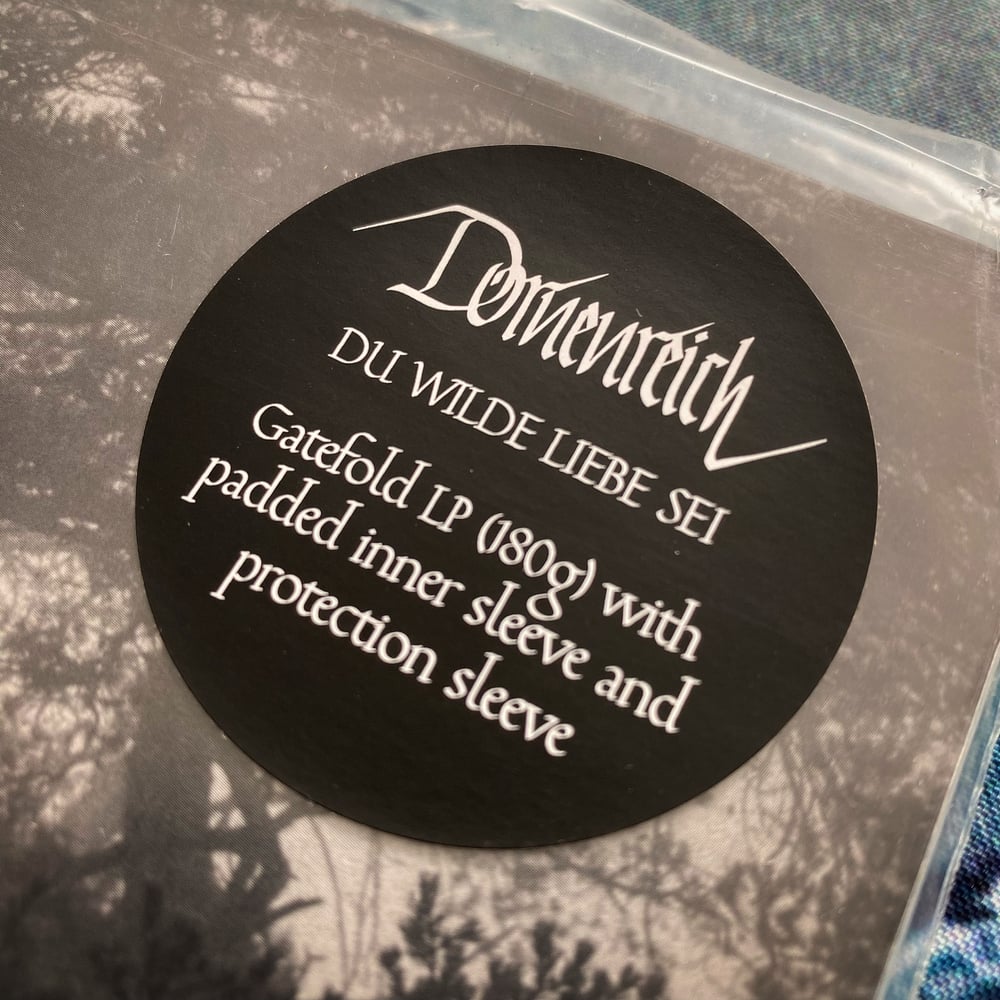 Dornenreich
DU WILDE LIEBE SEI
Gatefold LP (180g) with
padded inner sleeve and
protection sleeve